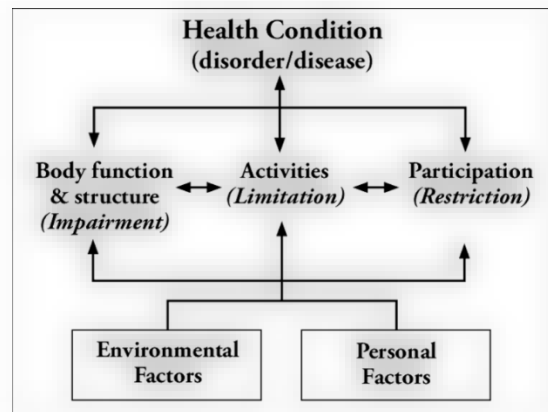 Health Condition
(disorder/disease)
Body function
& structure
(Impairment)
Activities
(Limitation)
Participation
(Restriction)
Environmental
Factors
Personal
Factors